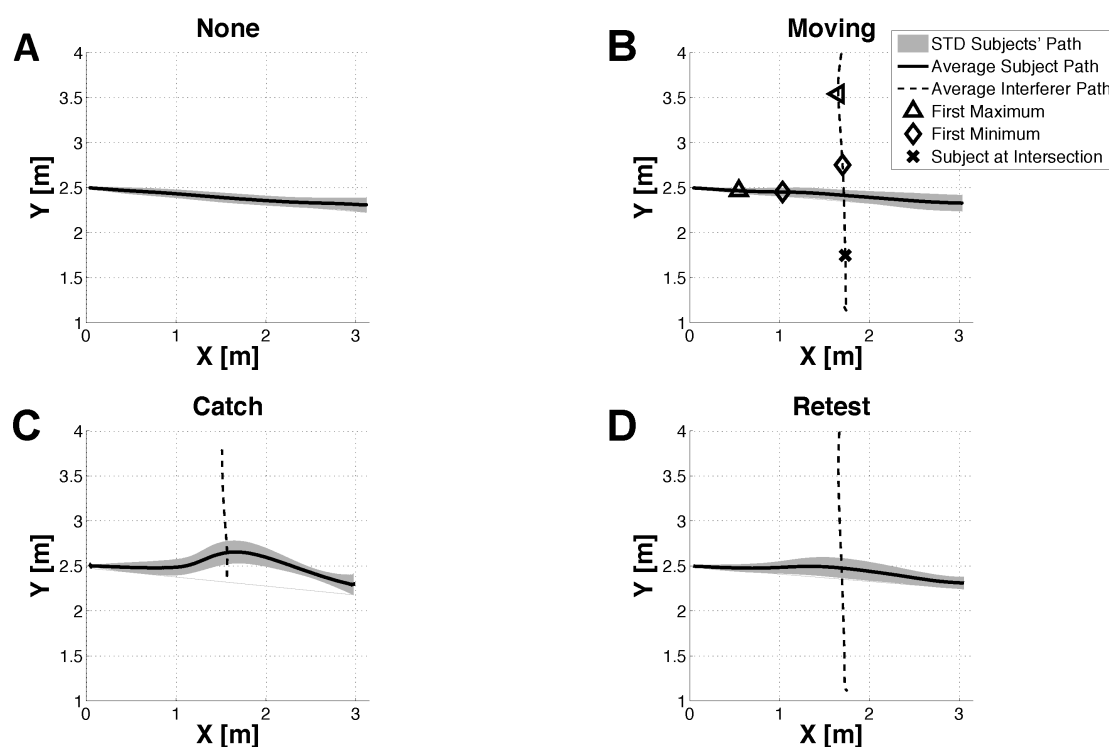 A
None
4
3.5
3
2.5
2
1.5
1
Y [m]
0 1 2 3
X [m]
B
Moving
4
3.5
3
2.5
2
1.5
1
Y [m]
0 1 2 3
X [m]
STD Subjects' Path
Average Subject Path
Average Interferer Path
First Maximum
First Minimum
Subject at Intersection
C
Catch
4
3.5
3
2.5
2
1.5
1
Y [m]
0 1 2 3
X [m]
D
Retest
4
3.5
3
2.5
2
1.5
1
Y [m]
0 1 2 3
X [m]